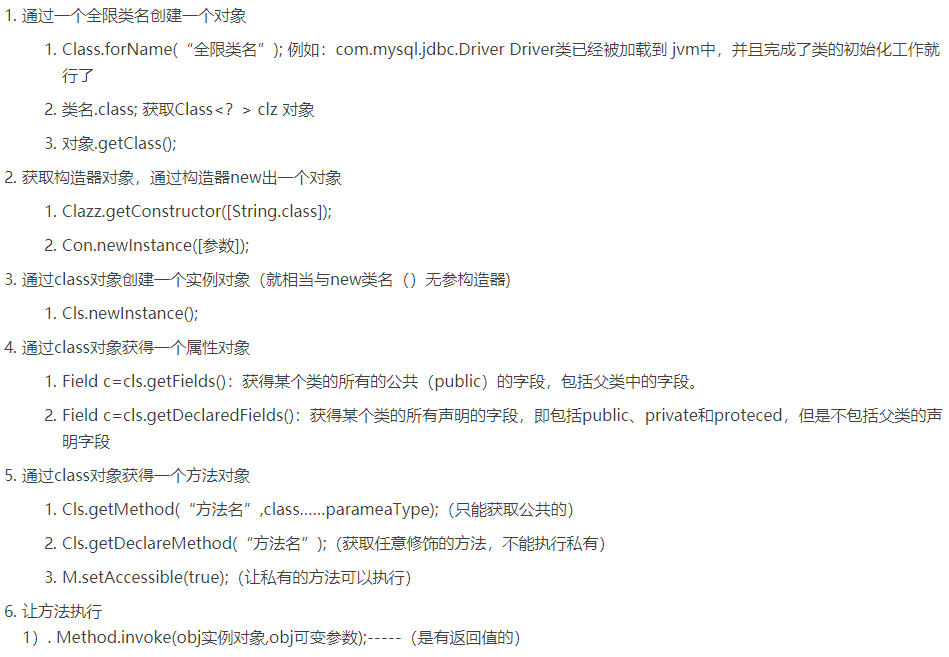 1. 通过一个全限类名创建一个对象
1. Class.forName(“全限类名”); 例如：com.mysql.jdbc.Driver Driver类已经被加载到 jvm中，并且完成了类的初始化工作就
行了
2. 类名.class; 获取Class<？> clz 对象
3. 对象.getClass();
2. 获取构造器对象，通过构造器new出一个对象
1. Clazz.getConstructor([String.class]);
2. Con.newInstance([参数]);
3. 通过class对象创建一个实例对象（就相当与new类名（）无参构造器)
1. Cls.newInstance();
4. 通过class对象获得一个属性对象
1. Field c=cls.getFields()：获得某个类的所有的公共（public）的字段，包括父类中的字段。
2. Field c=cls.getDeclaredFields()：获得某个类的所有声明的字段，即包括public、private和proteced，但是不包括父类的声
明字段
5. 通过class对象获得一个方法对象
1. Cls.getMethod(“方法名”,class……parameaType);（只能获取公共的）
2. Cls.getDeclareMethod(“方法名”);（获取任意修饰的方法，不能执行私有）
3. M.setAccessible(true);（让私有的方法可以执行）
6. 让方法执行
1）. Method.invoke(obj实例对象,obj可变参数);-----（是有返回值的）